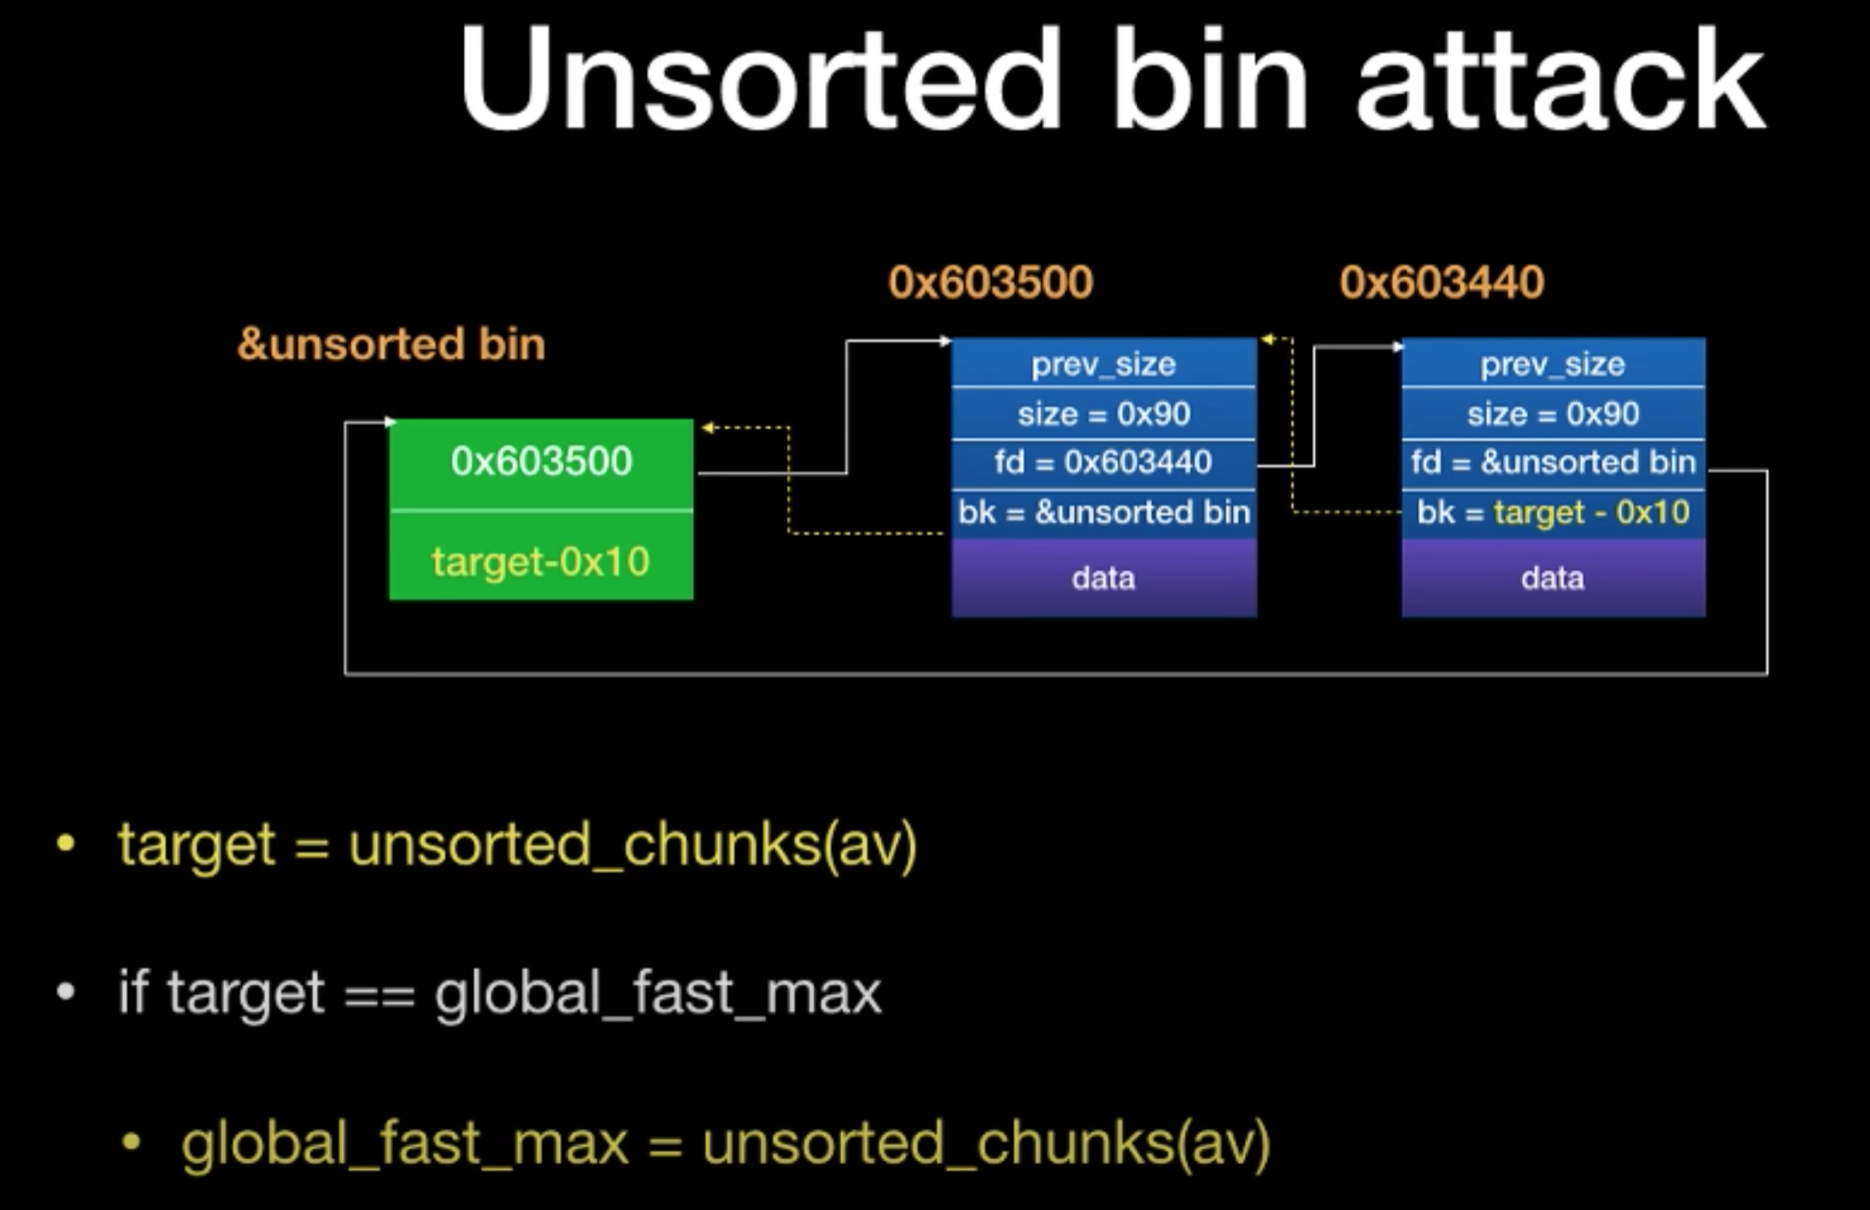 Unsorted bin attack
0x603500
0x603440
&unsorted bin
0x603500
target-0x10
prev_size
size = 0x90
fd = 0x603440
bk = &unsorted bin
data
prev_size
size = 0x90
fd = &unsorted bin
bk = target - 0x10
data
• target = unsorted_chunks(av)
• if target == global_fast_max
• global_fast_max = unsorted_chunks(av)